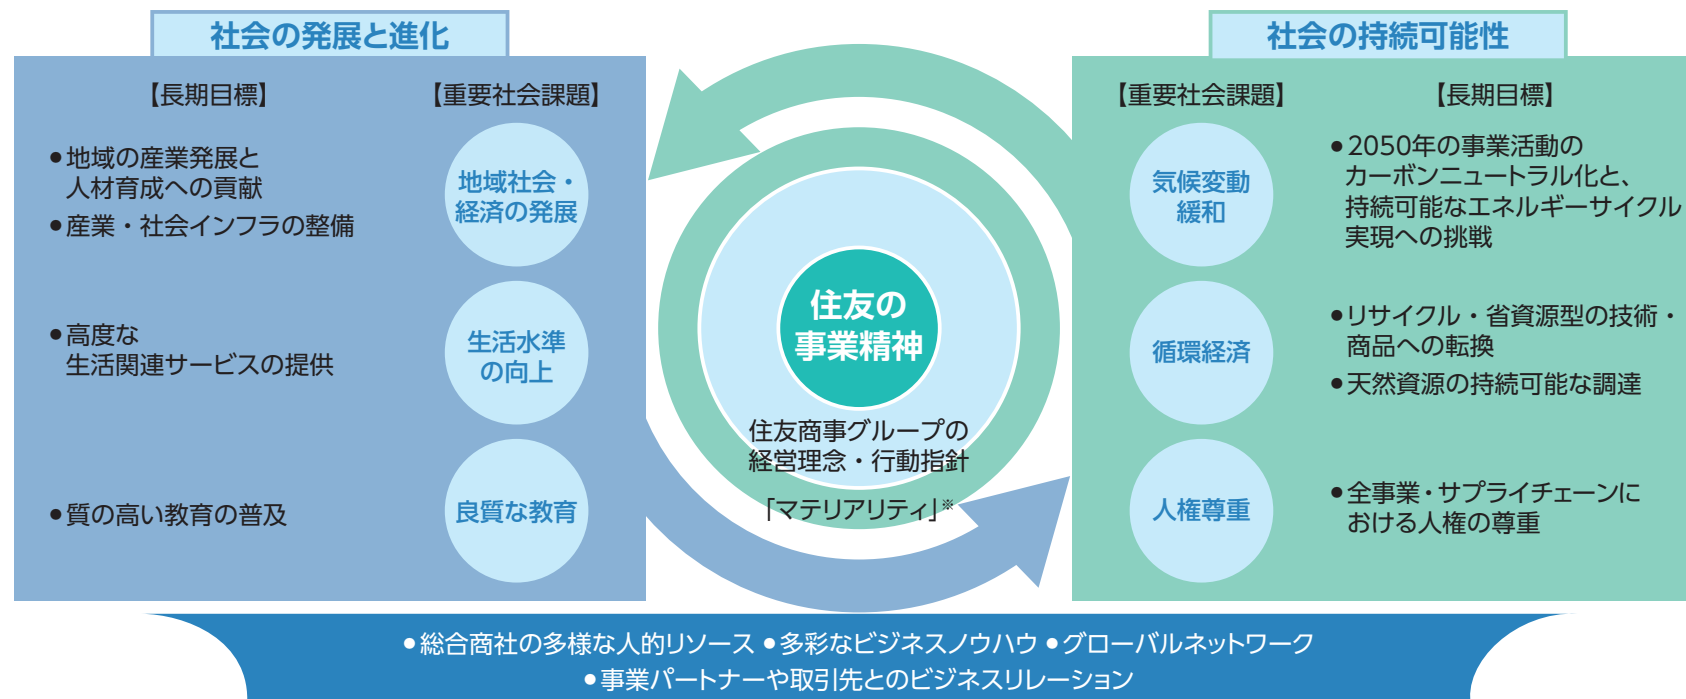 社会の発展と進化
【長期目標】
【重要社会課題】
●地域の産業発展と
人材育成への貢献
●産業・社会インフラの整備
地域社会・
経済の発展
●高度な
生活関連サービスの提供
生活水準
の向上
●質の高い教育の普及
良質な教育
住友の
事業精神
住友商事グループの
経営理念・行動指針
「マテリアリティ」※
社会の持続可能性
【重要社会課題】
【長期目標】
気候変動
緩和
●2050年の事業活動の
カーボンニュートラル化と、
持続可能なエネルギーサイクル
実現への挑戦
循環経済
●リサイクル・省資源型の技術・
商品への転換
●天然資源の持続可能な調達
人権尊重
●全事業・サプライチェーンに
おける人権の尊重
●総合商社の多様な人的リソース ●多彩なビジネスノウハウ ●グローバルネットワーク
●事業パートナーや取引先とのビジネスリレーション